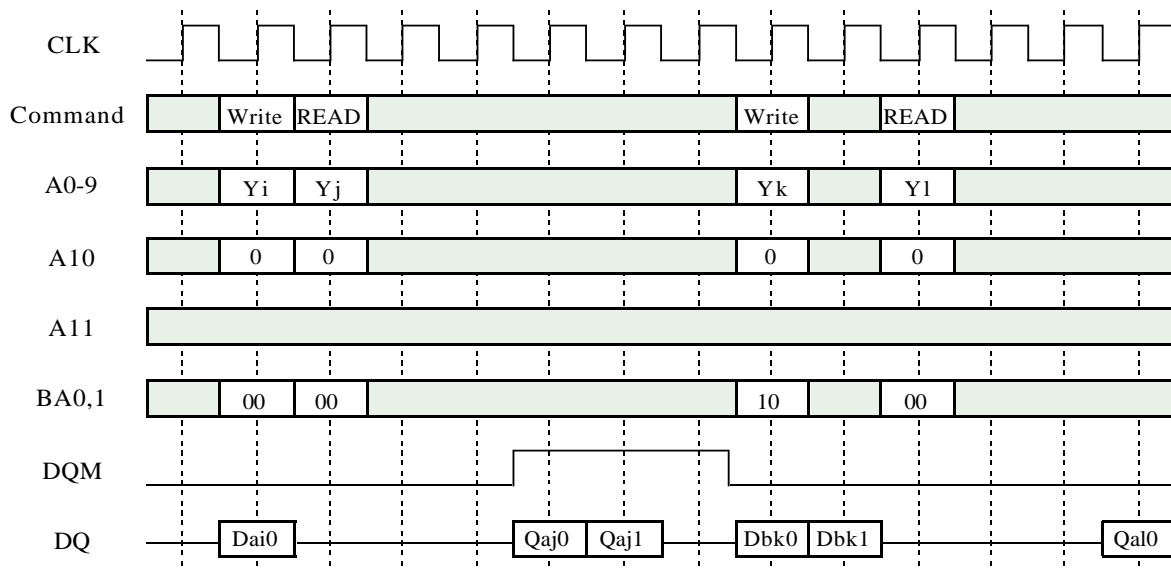 CLK
Command Write READ Write READ
A0-9 Yi Yj Yk Yl
A10 0 0 0 0
A11
BA0,1 00 00 10 00
DQM
DQ Dai0 Qaj0 Qaj1 Dbk0 Dbk1 Qal0